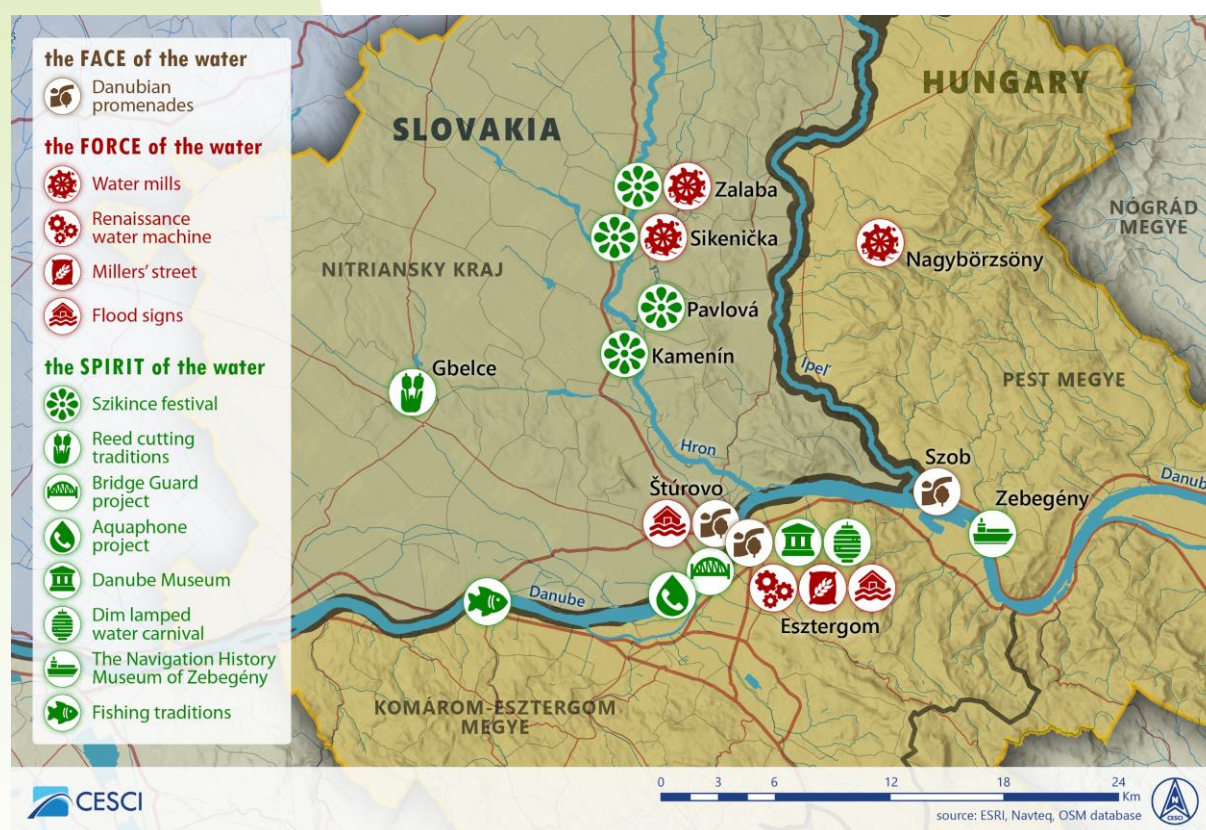 the FACE of the water
Danubian
promenades
the FORCE of the water
Water mills
Renaissance
water machine
Millers' street
Flood signs
the SPIRIT of the water
Szikince festival
Reed cutting
traditions
Bridge Guard
project
Aquaphone
project
Danube Museum
Dim lamped
water carnival
The Navigation History
Museum of Zebegény
Fishing traditions
HUNGARY
SLOVAKIA
Zalaba
NÓGRÁD
MEGYE
Sikenička
Nagybörzsöny
NITRIANSKY KRAJ
Pavlová
Kamenín
Ipeľ
Gbelce
PEST MEGYE
Hron
Szob
Danub
Štúrovo
Zebegény
Danube
Esztergom
KOMÁROM-ESZTERGOM
MEGYE
CESCI
0 3 6 12 18 24
Km
source: ESRI, Navteq, OSM database
N
CESCI